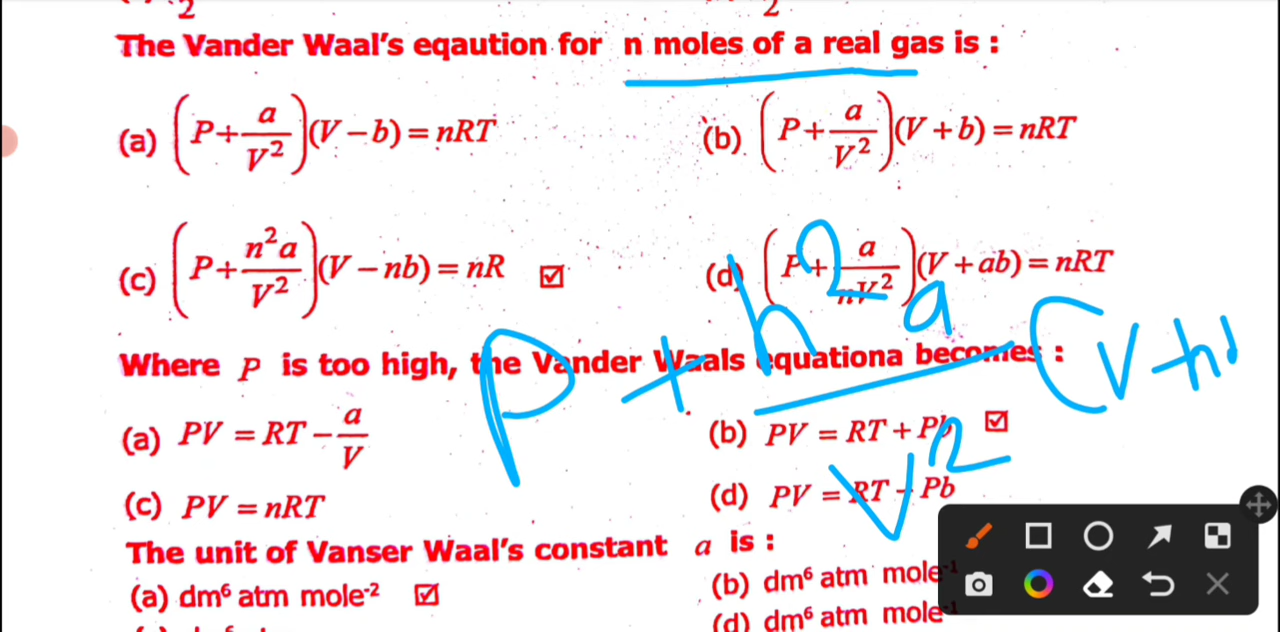 2 2
The Vander Waal's eqaution for n moles of a real gas is :
(a) (P+a/V²)(V−b)=nRT (b) (P+a/V²)(V+b)=nRT
(c) (P+n²a/V²)(V−nb)=nR ☑ (d) (P+a/nV²)(V+ab)=nRT
P + n²a/V² (V+n
Where P is too high, the Vander Waals equationa becomes :
(a) PV = RT − a/V (b) PV = RT + Pb ☑
(c) PV = nRT (d) PV = RT − Pb
The unit of Vanser Waal's constant a is :
(a) dm⁶ atm mole⁻² ☑ (b) dm⁶ atm mole⁻¹
(d) dm⁶ atm mole⁻¹